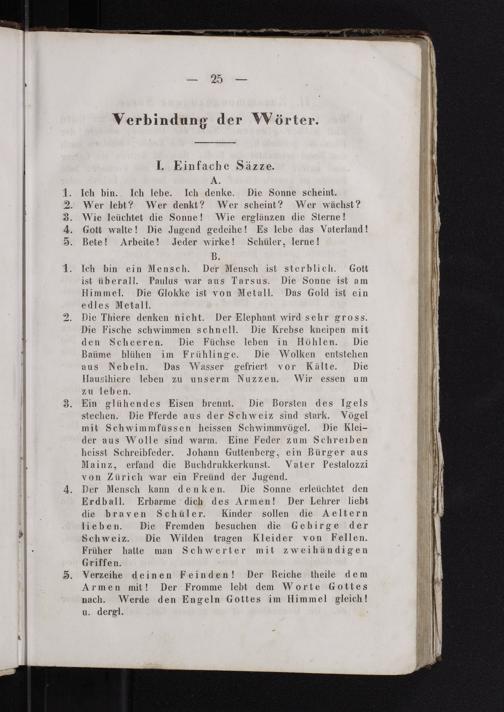 — 25 —
Verbindung der Wörter.
I. Einfache Säzze.
A.
1. Ich bin. Ich lebe. Ich denke. Die Sonne scheint.
2. Wer lebt? Wer denkt? Wer scheint? Wer wächst?
3. Wie leüchtet die Sonne! Wie erglänzen die Sterne!
4. Gott walte! Die Jugend gedeihe! Es lebe das Vaterland!
5. Bete! Arbeite! Jeder wirke! Schüler, lerne!
B.
1. Ich bin ein Mensch. Der Mensch ist sterblich. Gott
ist überall. Paulus war aus Tarsus. Die Sonne ist am
Himmel. Die Glokke ist von Metall. Das Gold ist ein
edles Metall.
2. Die Thiere denken nicht. Der Elephant wird sehr gross.
Die Fische schwimmen schnell. Die Krebse kneipen mit
den Scheeren. Die Füchse leben in Höhlen. Die
Baüme blühen im Frühlinge. Die Wolken entstehen
aus Nebeln. Das Wasser gefriert vor Kälte. Die
Hausthiere leben zu unserm Nuzzen. Wir essen um
zu leben.
3. Ein glühendes Eisen brennt. Die Borsten des Igels
stechen. Die Pferde aus der Schweiz sind stark. Vögel
mit Schwimmfüssen heissen Schwimmvögel. Die Klei-
der aus Wolle sind warm. Eine Feder zum Schreiben
heisst Schreibfeder. Johann Guttenberg, ein Bürger aus
Mainz, erfand die Buchdrukkerkunst. Vater Pestalozzi
von Zürich war ein Freünd der Jugend.
4. Der Mensch kann denken. Die Sonne erleüchtet den
Erdball. Erbarme dich des Armen! Der Lehrer liebt
die braven Schüler. Kinder sollen die Aeltern
lieben. Die Fremden besuchen die Gebirge der
Schweiz. Die Wilden tragen Kleider von Fellen.
Früher hatte man Schwerter mit zweihändigen
Griffen.
5. Verzeihe deinen Feinden! Der Reiche theile dem
Armen mit! Der Fromme lebt dem Worte Gottes
nach. Werde den Engeln Gottes im Himmel gleich!
u. dergl.